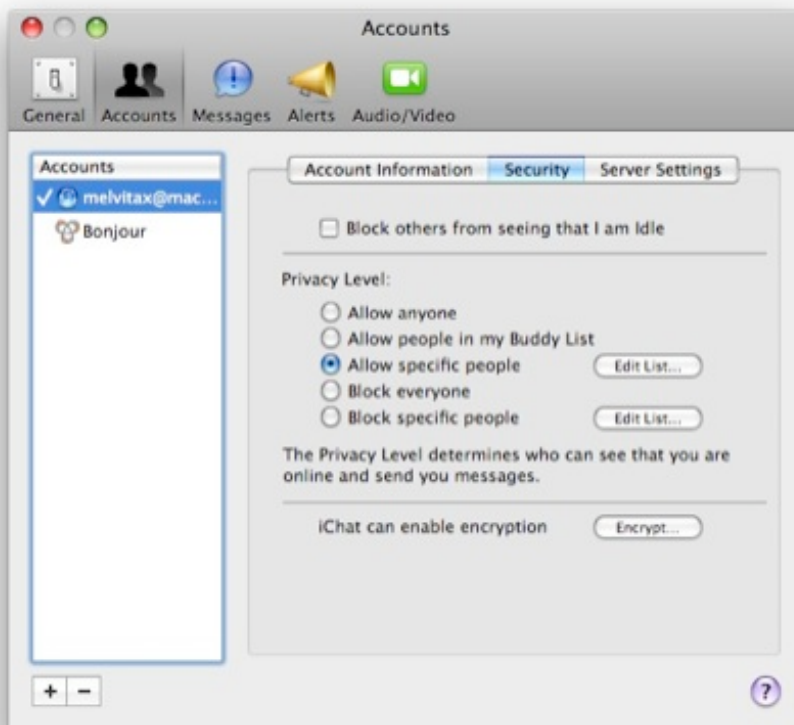 Accounts
General Accounts Messages Alerts Audio/Video
Accounts
melvitax@mac...
Bonjour
Account Information Security Server Settings
Block others from seeing that I am Idle
Privacy Level:
Allow anyone
Allow people in my Buddy List
Allow specific people Edit List...
Block everyone
Block specific people Edit List...
The Privacy Level determines who can see that you are
online and send you messages.
iChat can enable encryption Encrypt...
+ − ?